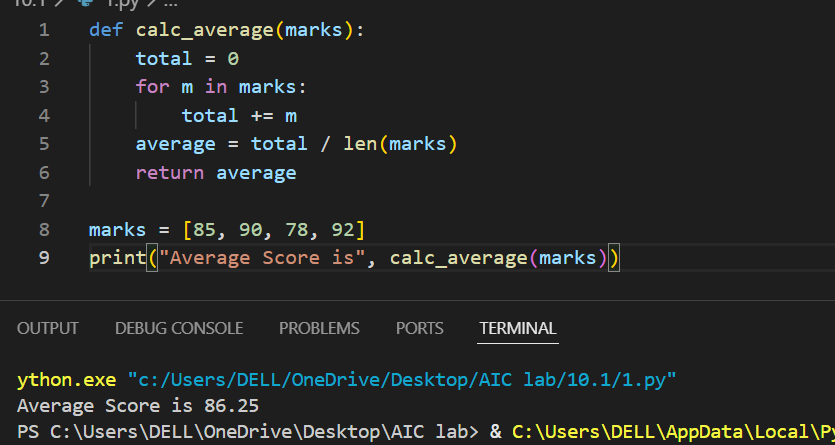 10.1 > 1.py > ...
1 def calc_average(marks):
2     total = 0
3     for m in marks:
4         total += m
5     average = total / len(marks)
6     return average
7
8 marks = [85, 90, 78, 92]
9 print("Average Score is", calc_average(marks))
OUTPUT DEBUG CONSOLE PROBLEMS PORTS TERMINAL
ython.exe "c:/Users/DELL/OneDrive/Desktop/AIC lab/10.1/1.py"
Average Score is 86.25
PS C:\Users\DELL\OneDrive\Desktop\AIC lab> & C:\Users\DELL\AppData\Local\Py